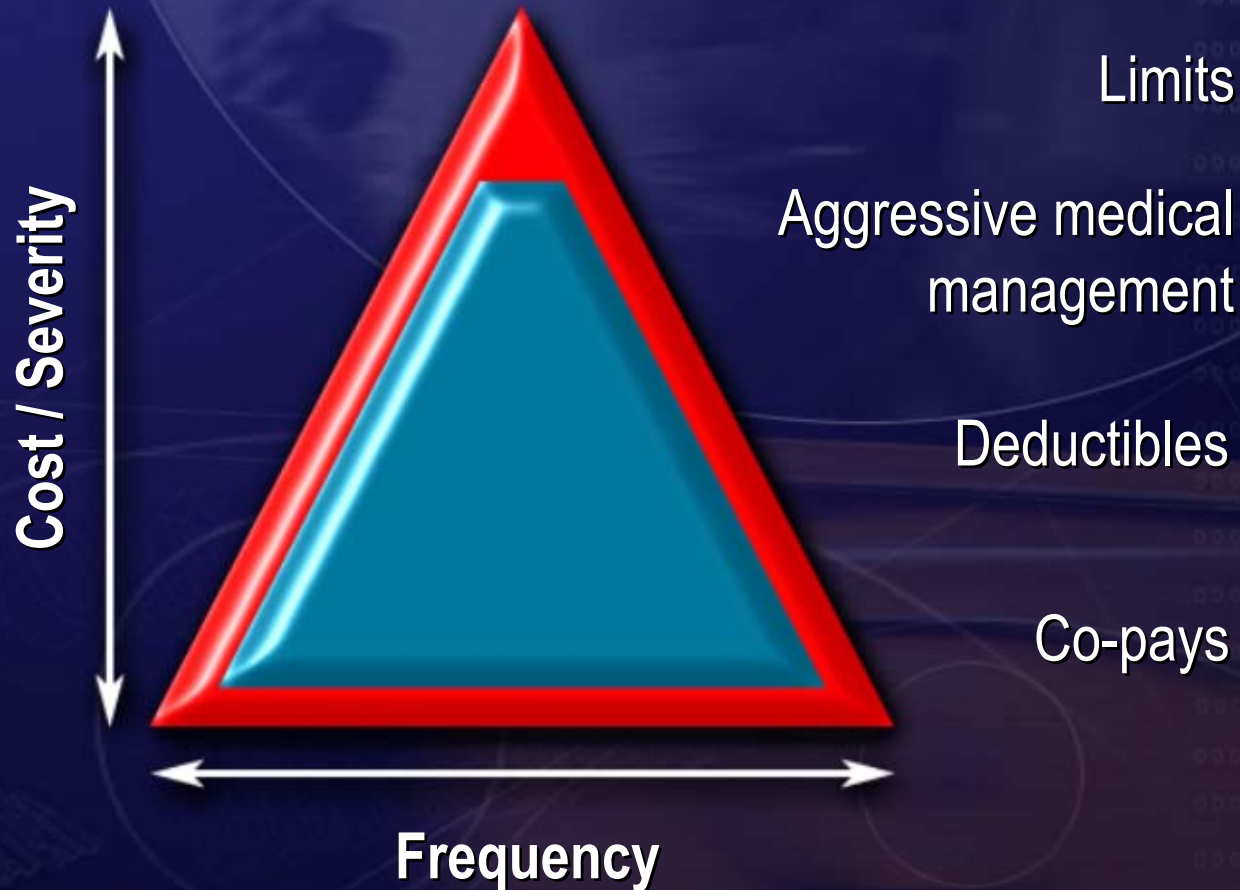 Limits
Aggressive medical
management
Deductibles
Co-pays
Cost / Severity
Frequency